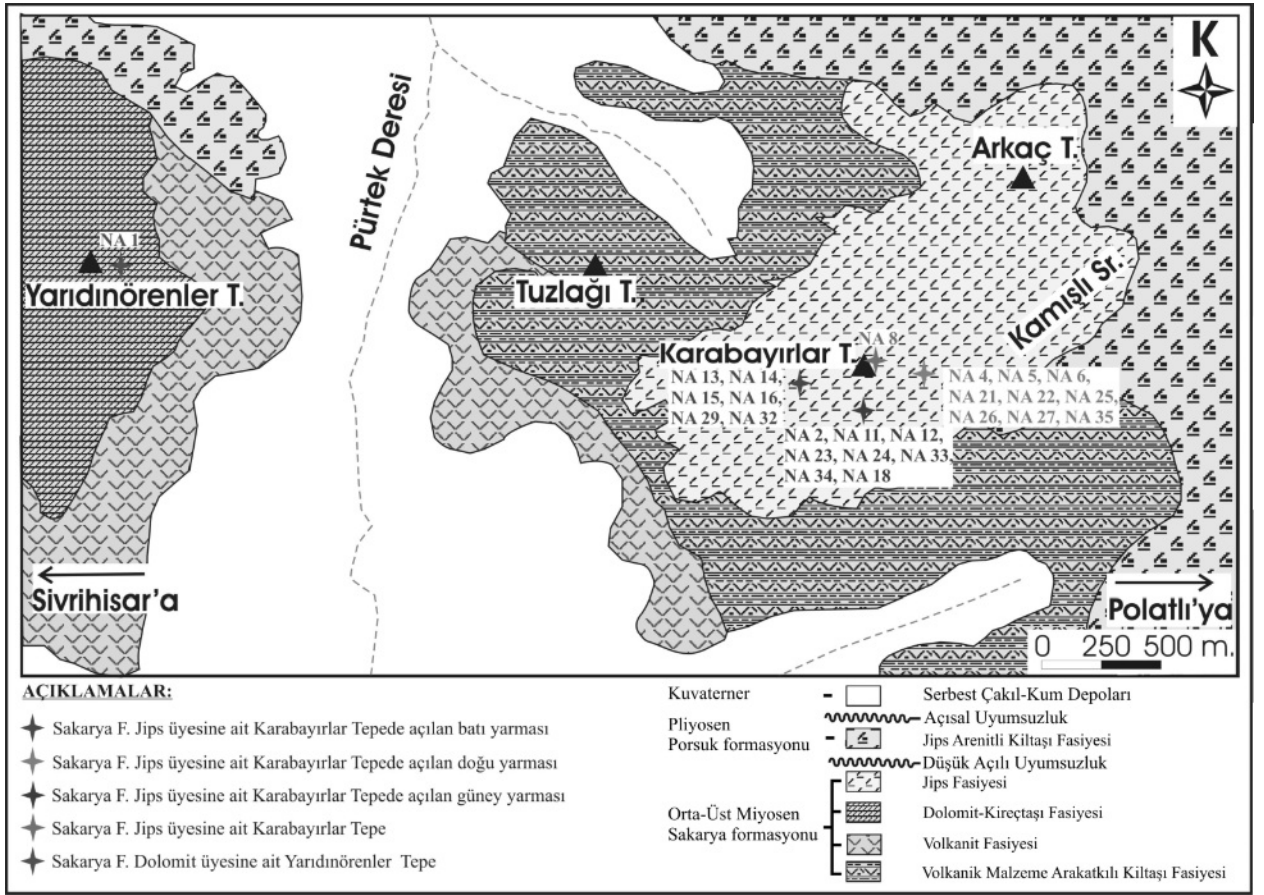 K
Pürtek Deresi
Arkaç T.
NA 1
Yarıdınörenler T.
Tuzlağı T.
Kamışlı Sr.
Karabayırlar T.
NA 8
NA 13, NA 14,
NA 15, NA 16,
NA 29, NA 32
NA 4, NA 5, NA 6,
NA 21, NA 22, NA 25,
NA 26, NA 27, NA 35
NA 2, NA 11, NA 12,
NA 23, NA 24, NA 33,
NA 34, NA 18
Sivrihisar’a
Polatlı’ya
0 250 500 m.
AÇIKLAMALAR:
Sakarya F. Jips üyesine ait Karabayırlar Tepede açılan batı yarması
Sakarya F. Jips üyesine ait Karabayırlar Tepede açılan doğu yarması
Sakarya F. Jips üyesine ait Karabayırlar Tepede açılan güney yarması
Sakarya F. Jips üyesine ait Karabayırlar Tepe
Sakarya F. Dolomit üyesine ait Yarıdınörenler Tepe
Kuvaterner
Serbest Çakıl-Kum Depoları
Pliyosen
Porsuk formasyonu
Açısal Uyumsuzluk
Jips Arenitli Kiltaşı Fasiyesi
Düşük Açılı Uyumsuzluk
Orta-Üst Miyosen
Sakarya formasyonu
Jips Fasiyesi
Dolomit-Kireçtaşı Fasiyesi
Volkanit Fasiyesi
Volkanik Malzeme Arakatkılı Kiltaşı Fasiyesi